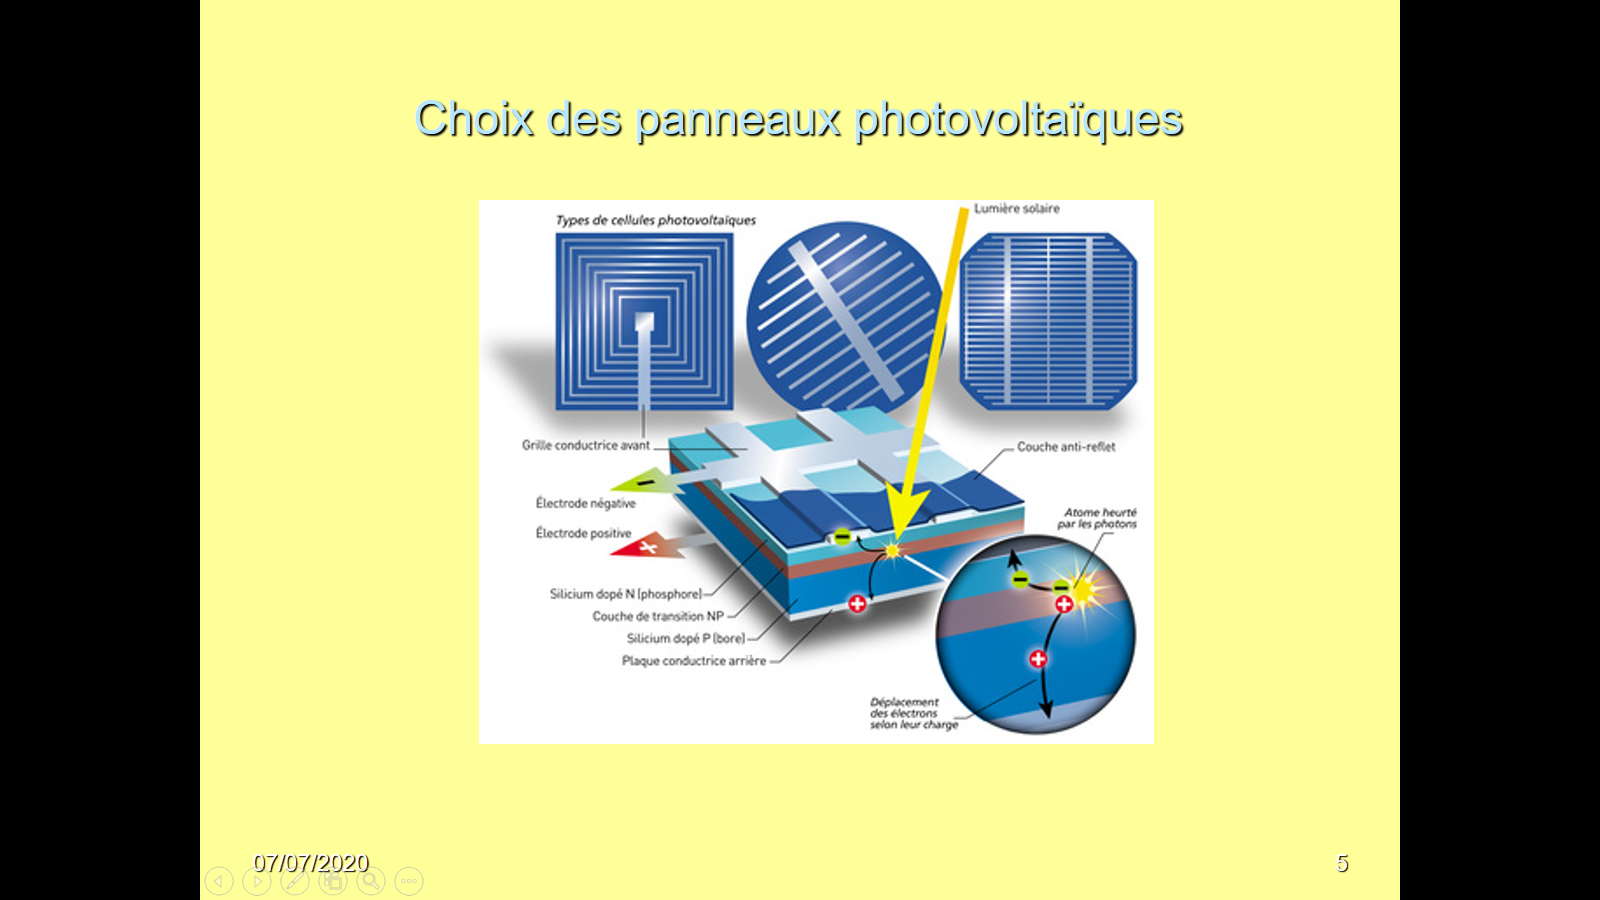 Choix des panneaux photovoltaïques
Types de cellules photovoltaïques
Lumière solaire
Grille conductrice avant
Couche anti-reflet
Électrode négative
Électrode positive
Atome heurté
par les photons
Silicium dopé N (phosphore)
Couche de transition NP
Silicium dopé P (bore)
Plaque conductrice arrière
Déplacement
des électrons
selon leur charge
07/07/2020
5